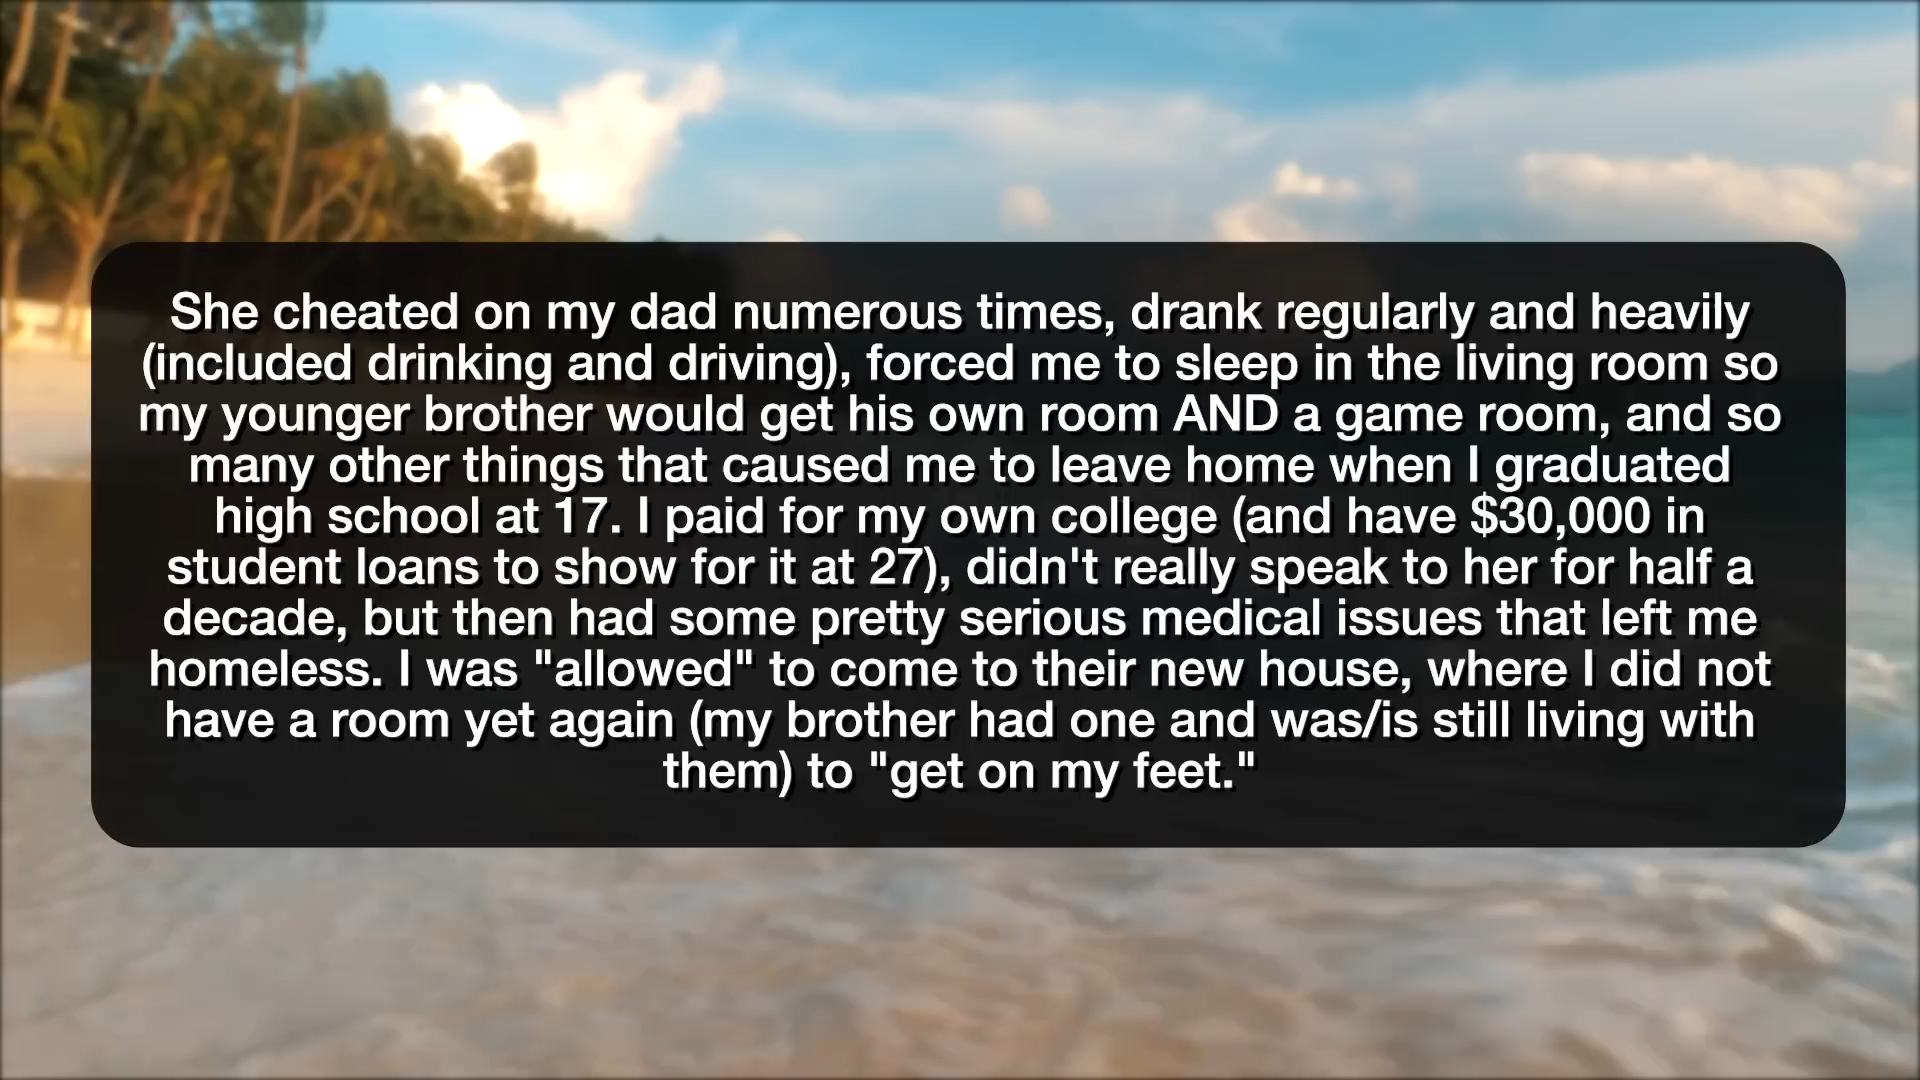 She cheated on my dad numerous times, drank regularly and heavily
(included drinking and driving), forced me to sleep in the living room so
my younger brother would get his own room AND a game room, and so
many other things that caused me to leave home when I graduated
high school at 17. I paid for my own college (and have $30,000 in
student loans to show for it at 27), didn't really speak to her for half a
decade, but then had some pretty serious medical issues that left me
homeless. I was "allowed" to come to their new house, where I did not
have a room yet again (my brother had one and was/is still living with
them) to "get on my feet."